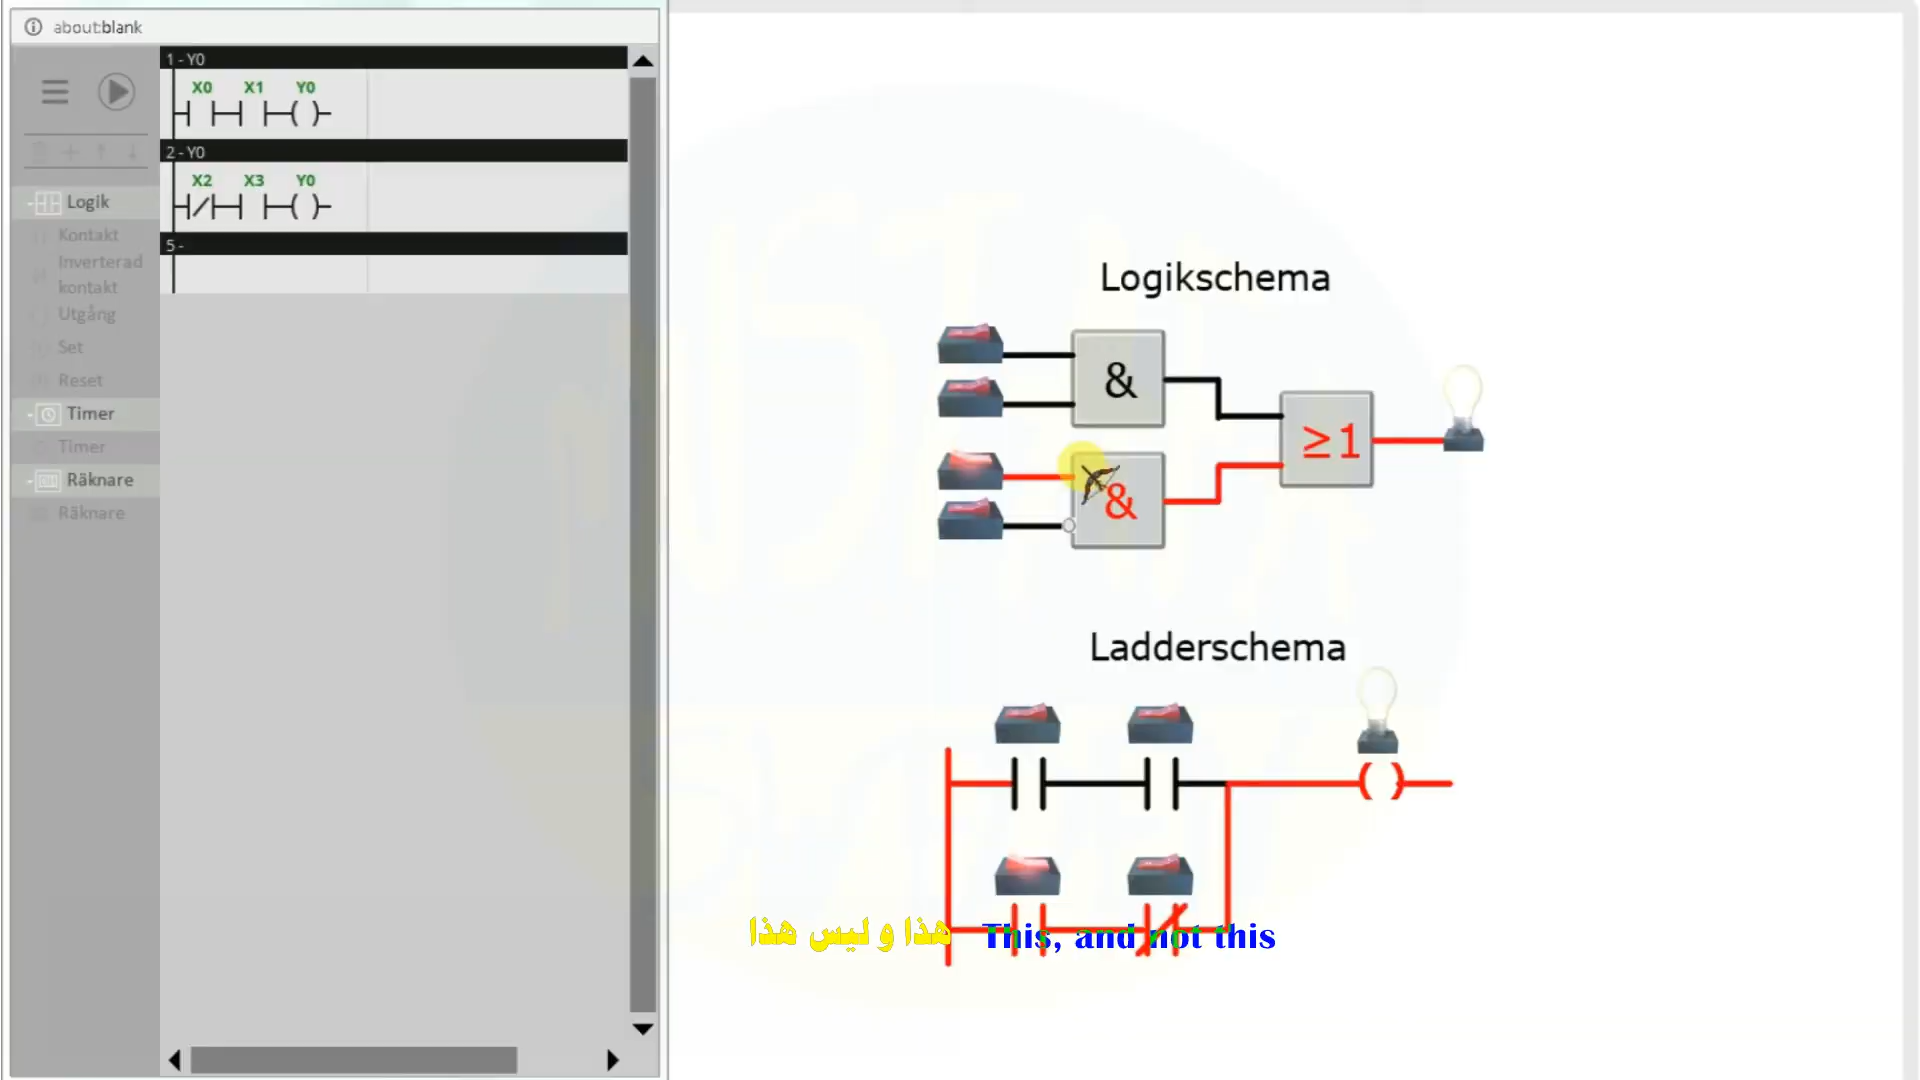 about:blank
1 - Y0
X0 X1 Y0
2 - Y0
X2 X3 Y0
5 -
Logik
Kontakt
Inverterad
kontakt
Utgång
Set
Reset
Timer
Timer
Räknare
Räknare
Logikschema
&
≥1
&
Ladderschema
هذا و ليس هذا This, and not this